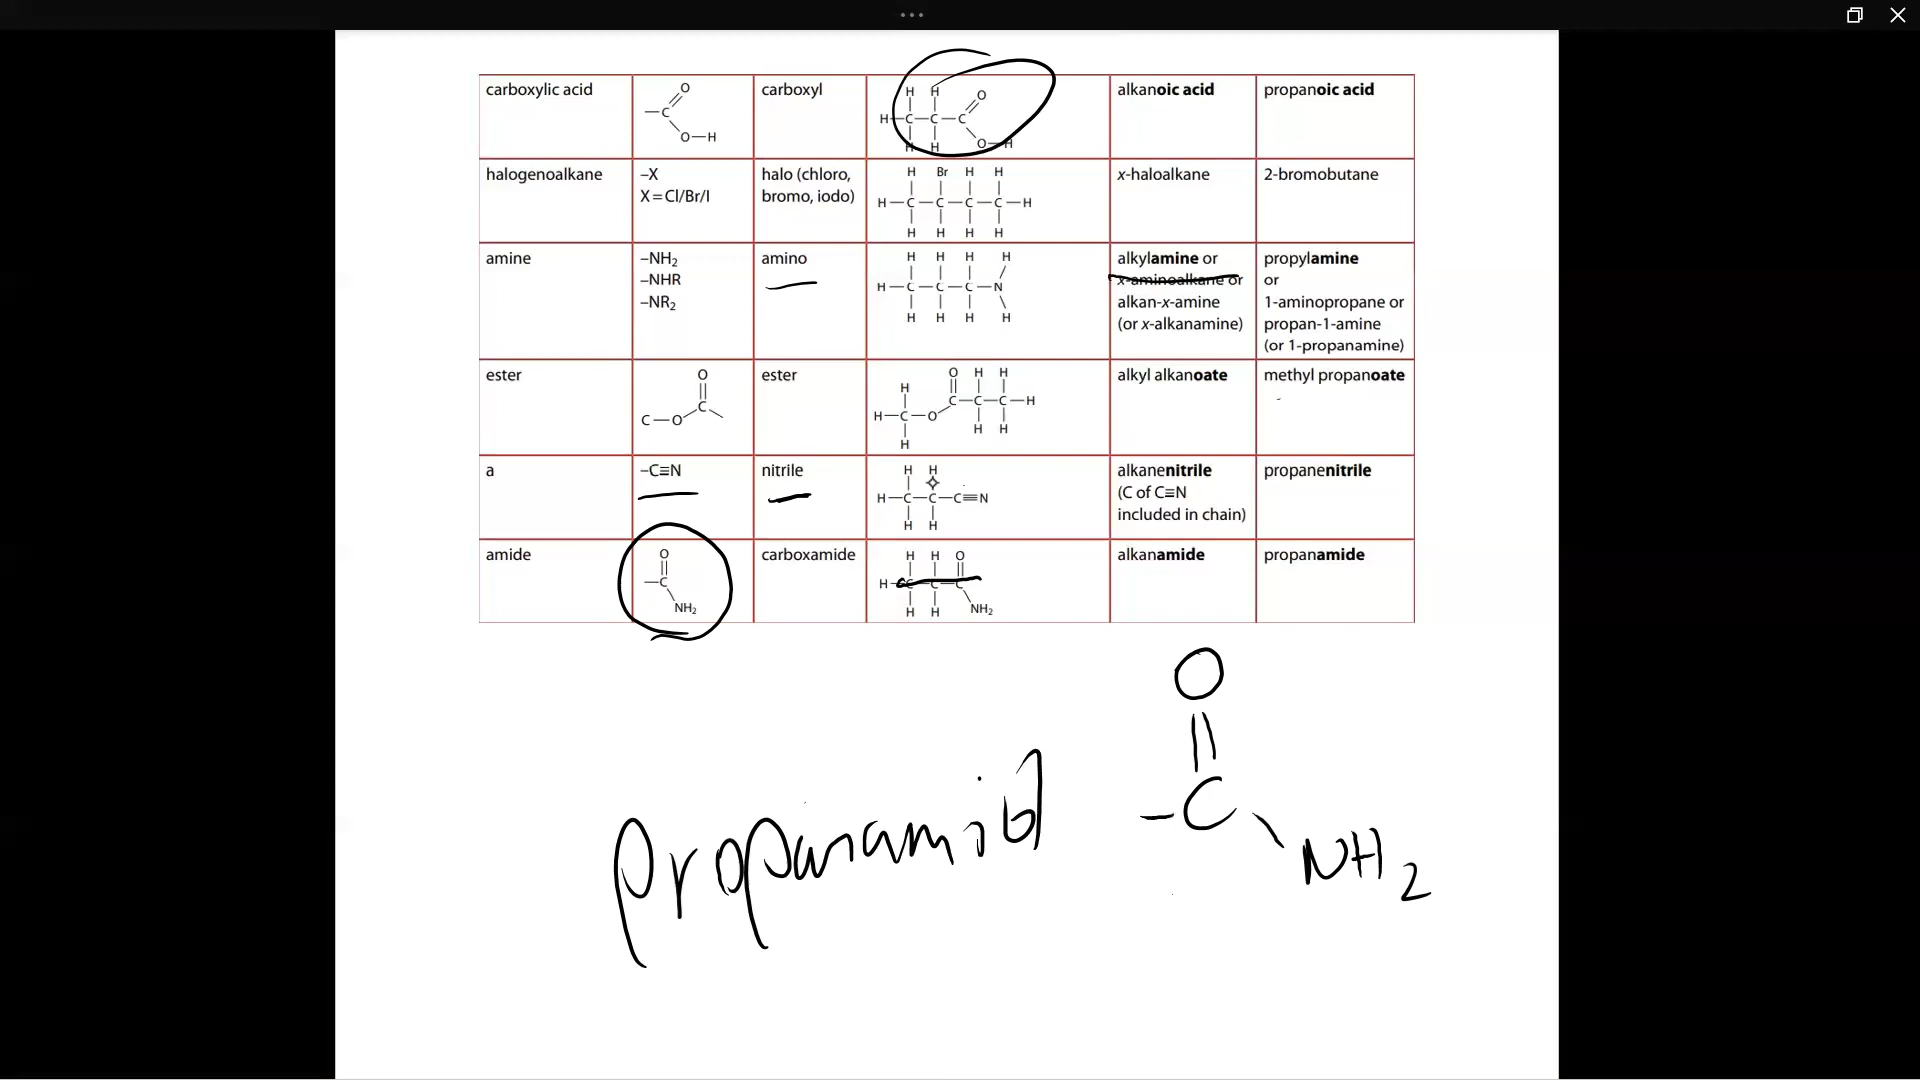 carboxylic acid
O
–C
O–H
carboxyl
H H O
H–C–C–C
H H O–H
alkanoic acid
propanoic acid
halogenoalkane
–X
X = Cl/Br/I
halo (chloro,
bromo, iodo)
H Br H H
H–C–C–C–C–H
H H H H
x-haloalkane
2-bromobutane
amine
–NH₂
–NHR
–NR₂
amino
H H H H
H–C–C–C–N
H H H H
alkylamine or
x-aminoalkane or
alkan-x-amine
(or x-alkanamine)
propylamine
or
1-aminopropane or
propan-1-amine
(or 1-propanamine)
ester
O
C
C–O
ester
O H H
H
C–C–C–H
H–C–O
H H
H
alkyl alkanoate
methyl propanoate
a
–C≡N
nitrile
H H
H–C–C–C≡N
H H
alkanenitrile
(C of C≡N
included in chain)
propanenitrile
amide
O
–C
NH₂
carboxamide
H H O
H–C–C–C
H H NH₂
alkanamide
propanamide
O
–C
NH₂